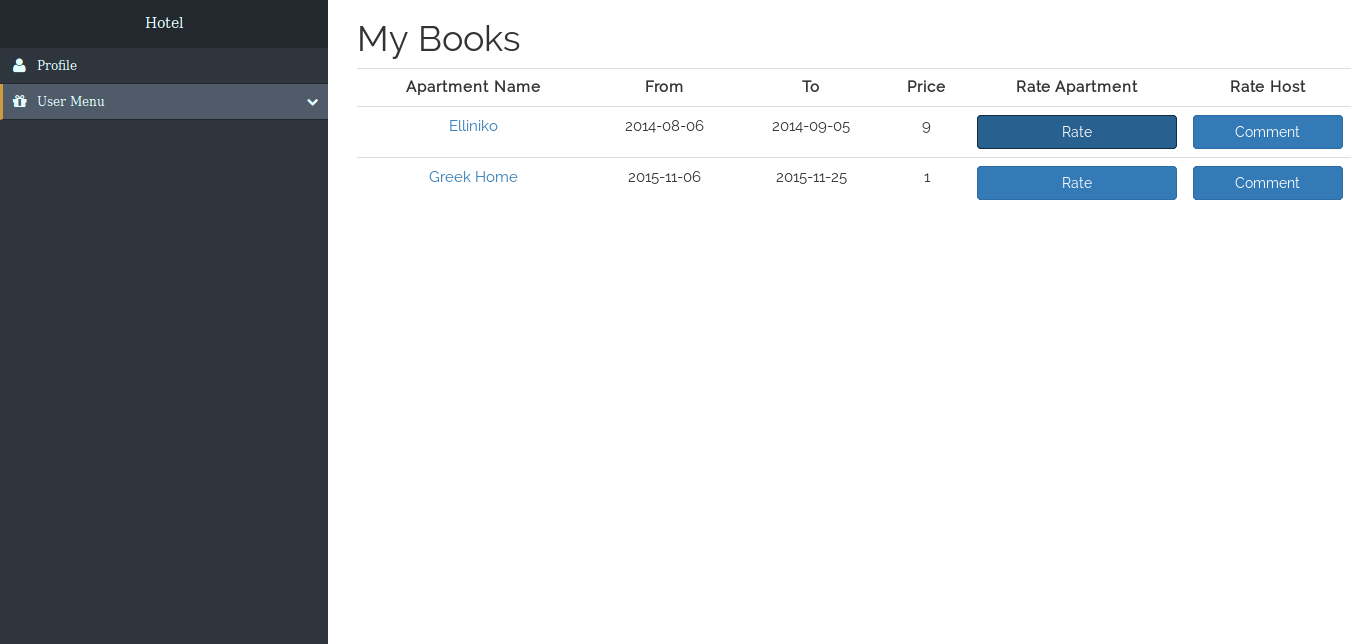 Hotel
Profile
User Menu
My Books
Apartment Name From To Price Rate Apartment Rate Host
Elliniko 2014-08-06 2014-09-05 9 Rate Comment
Greek Home 2015-11-06 2015-11-25 1 Rate Comment